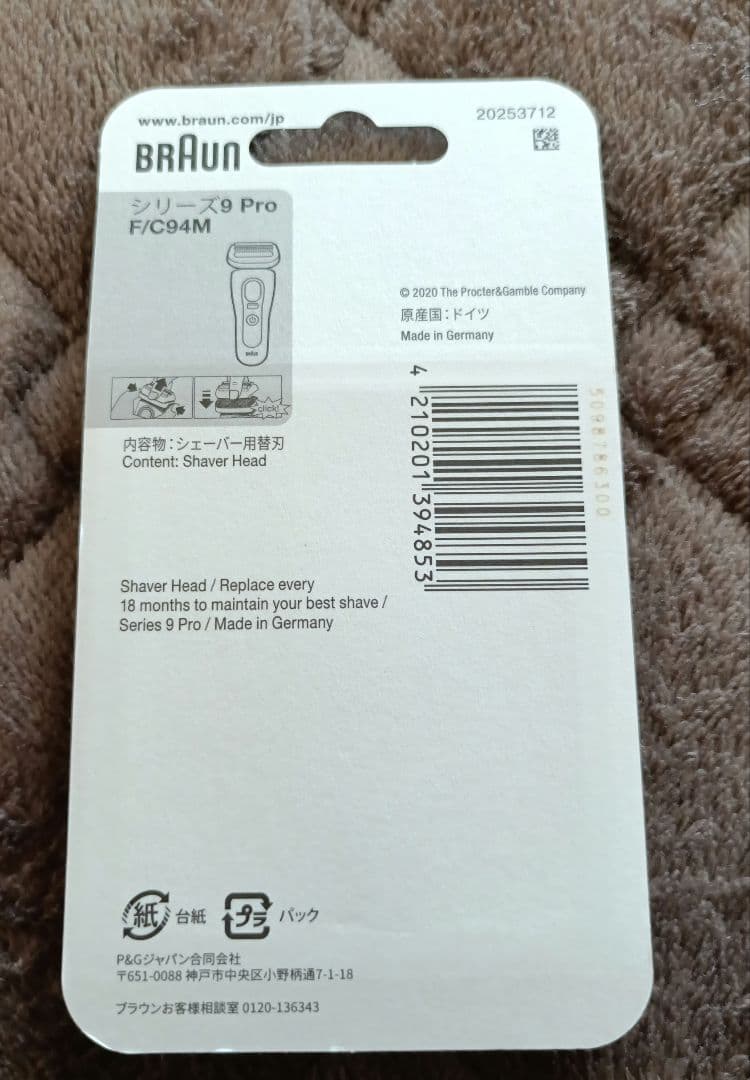 www.braun.com/jp
20253712
BRAUN
シリーズ9 Pro
F/C94M
BRAUN
click!
© 2020 The Procter&Gamble Company
原産国：ドイツ
Made in Germany
4 210201 394853
5098786300
内容物：シェーバー用替刃
Content: Shaver Head
Shaver Head / Replace every
18 months to maintain your best shave /
Series 9 Pro / Made in Germany
紙 台紙 プラ パック
P&Gジャパン合同会社
〒651-0088 神戸市中央区小野柄通7-1-18
ブラウンお客様相談室 0120-136343